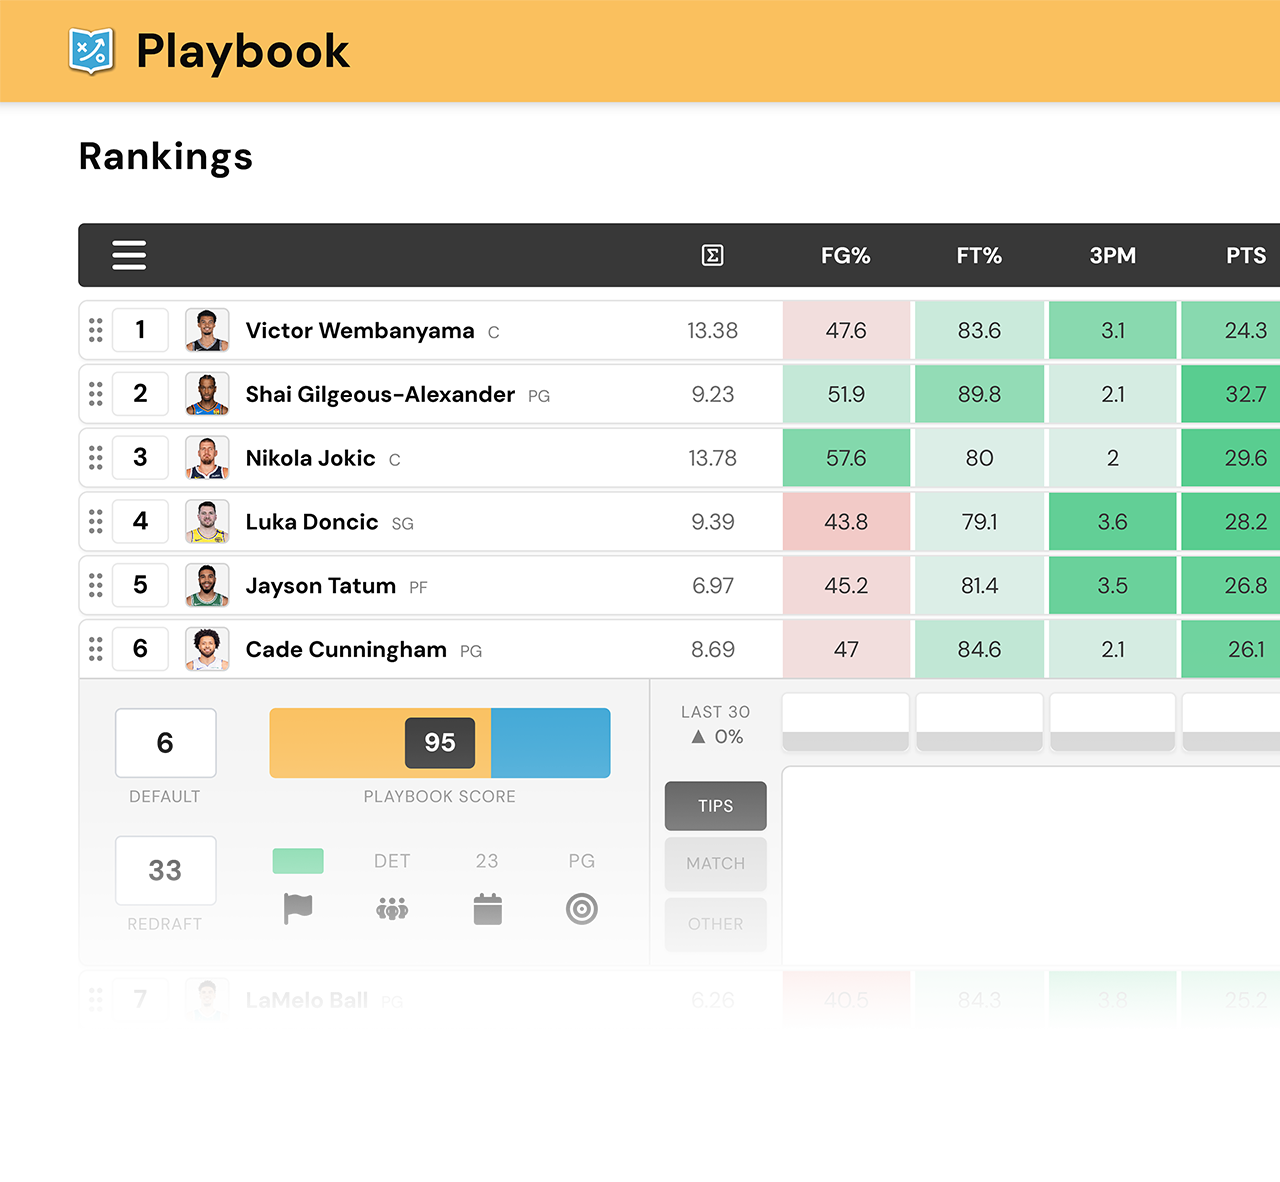 Playbook
Rankings
FG% FT% 3PM PTS
1 Victor Wembanyama C 13.38 47.6 83.6 3.1 24.3
2 Shai Gilgeous-Alexander PG 9.23 51.9 89.8 2.1 32.7
3 Nikola Jokic C 13.78 57.6 80 2 29.6
4 Luka Doncic SG 9.39 43.8 79.1 3.6 28.2
5 Jayson Tatum PF 6.97 45.2 81.4 3.5 26.8
6 Cade Cunningham PG 8.69 47 84.6 2.1 26.1
6 95 LAST 30
▲ 0%
DEFAULT PLAYBOOK SCORE TIPS
33 DET 23 PG MATCH
REDRAFT OTHER
7 LaMelo Ball PG 6.26 40.5 84.3 3.8 25.2